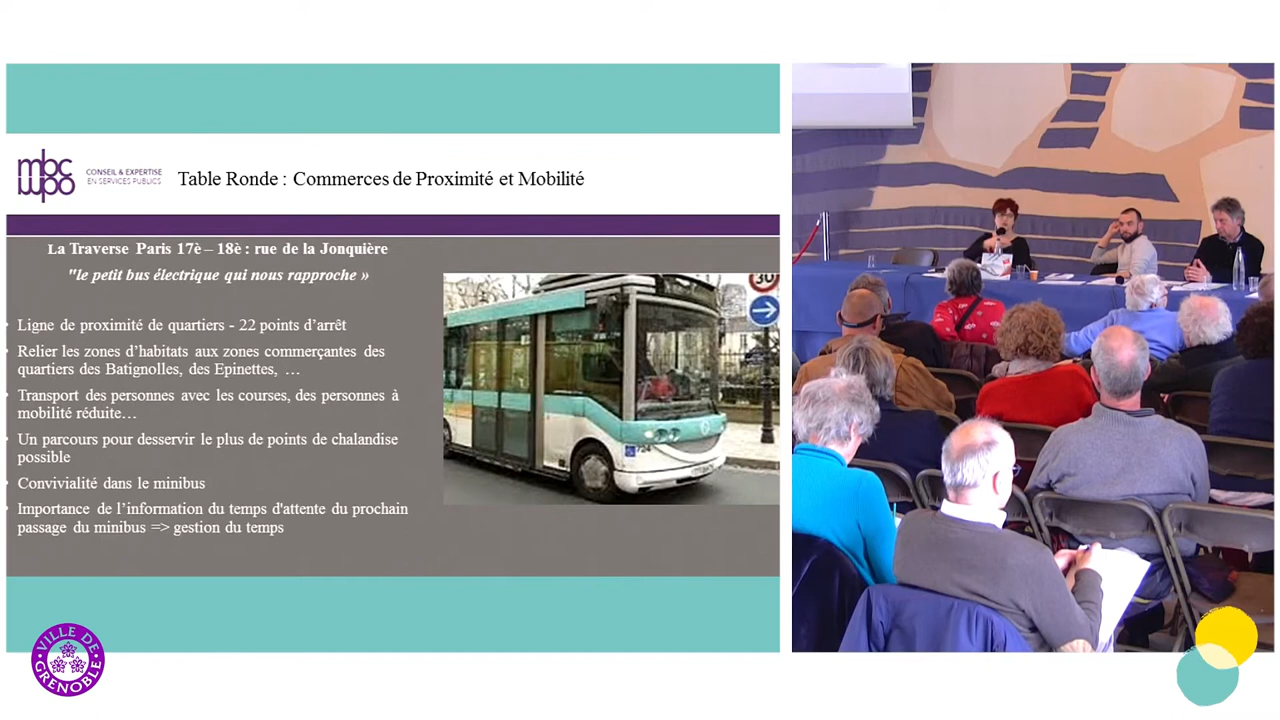 mbc
CONSEIL & EXPERTISE
EN SERVICES PUBLICS
Table Ronde : Commerces de Proximité et Mobilité
La Traverse Paris 17è – 18è : rue de la Jonquière
"le petit bus électrique qui nous rapproche »
Ligne de proximité de quartiers - 22 points d'arrêt
Relier les zones d'habitats aux zones commerçantes des
quartiers des Batignolles, des Epinettes, …
Transport des personnes avec les courses, des personnes à
mobilité réduite…
Un parcours pour desservir le plus de points de chalandise
possible
Convivialité dans le minibus
Importance de l'information du temps d'attente du prochain
passage du minibus => gestion du temps
30
VILLE DE
GRENOBLE